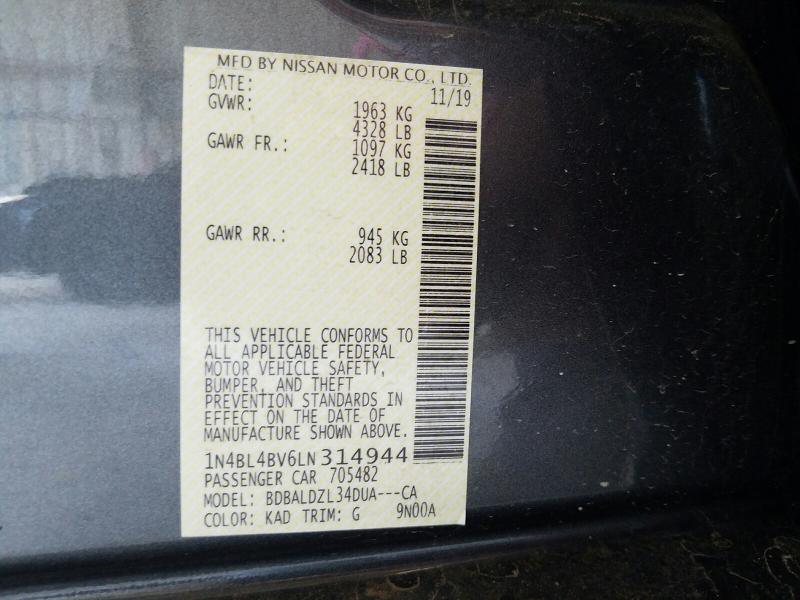 MFD BY NISSAN MOTOR CO., LTD.
DATE: 11/19
GVWR: 1963 KG
4328 LB
GAWR FR.: 1097 KG
2418 LB
GAWR RR.: 945 KG
2083 LB
THIS VEHICLE CONFORMS TO
ALL APPLICABLE FEDERAL
MOTOR VEHICLE SAFETY,
BUMPER, AND THEFT
PREVENTION STANDARDS IN
EFFECT ON THE DATE OF
MANUFACTURE SHOWN ABOVE.
1N4BL4BV6LN314944
PASSENGER CAR 705482
MODEL: BDBALDZL34DUA---CA
COLOR: KAD TRIM: G 9N00A